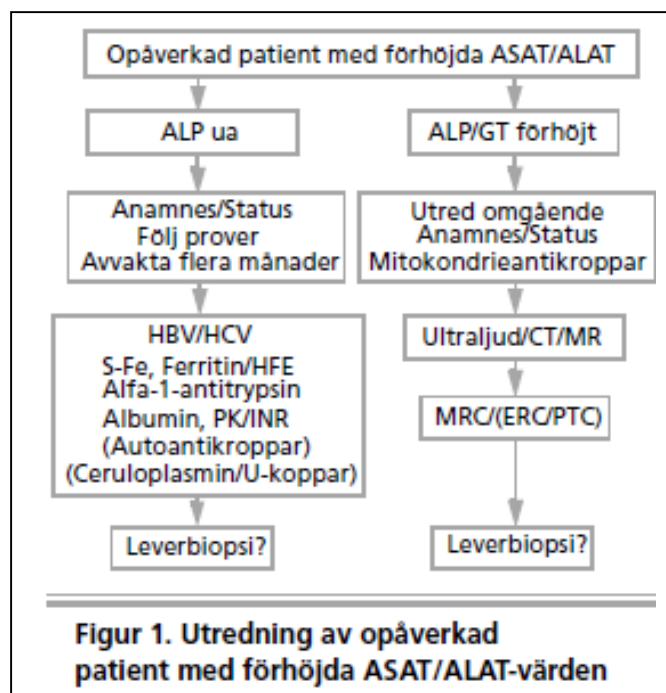 Opåverkad patient med förhöjda ASAT/ALAT
ALP ua
Anamnes/Status
Följ prover
Avvakta flera månader
HBV/HCV
S-Fe, Ferritin/HFE
Alfa-1-antitrypsin
Albumin, PK/INR
(Autoantikroppar)
(Ceruloplasmin/U-koppar)
Leverbiopsi?
ALP/GT förhöjt
Utred omgående
Anamnes/Status
Mitokondrieantikroppar
Ultraljud/CT/MR
MRC/(ERC/PTC)
Leverbiopsi?
Figur 1. Utredning av opåverkad
patient med förhöjda ASAT/ALAT-värden